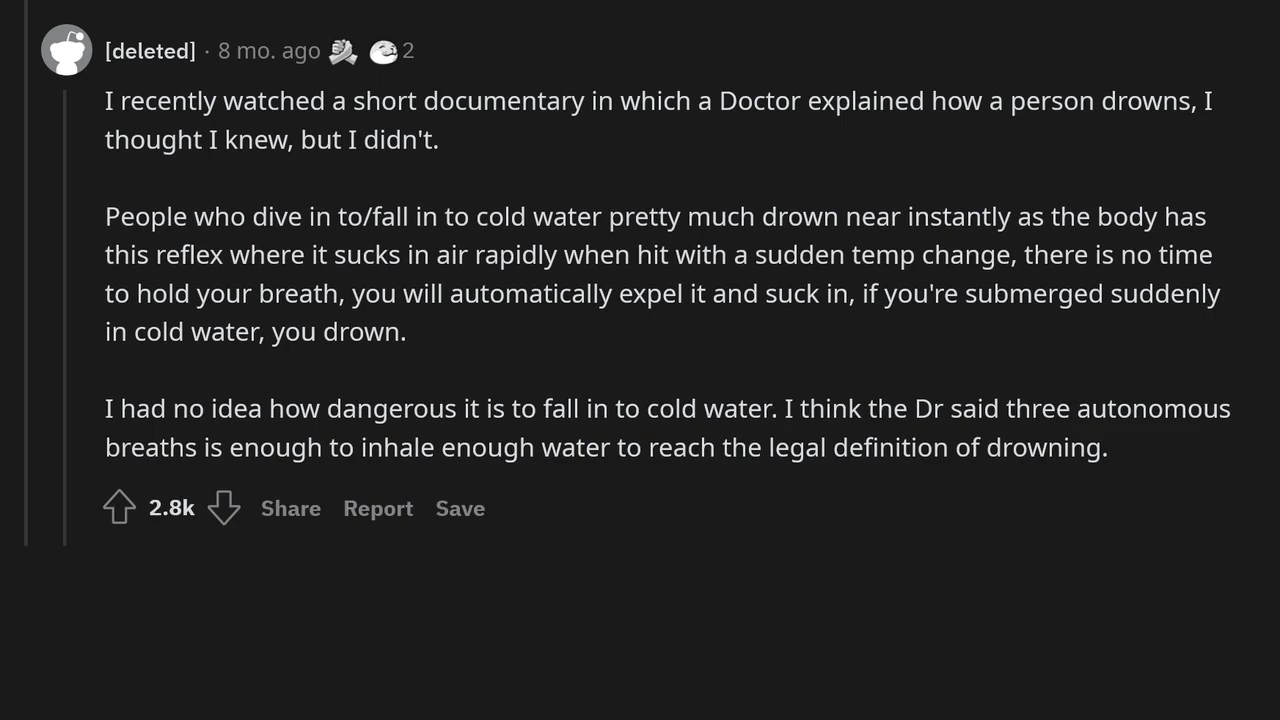 [deleted] · 8 mo. ago 2
I recently watched a short documentary in which a Doctor explained how a person drowns, I
thought I knew, but I didn't.
People who dive in to/fall in to cold water pretty much drown near instantly as the body has
this reflex where it sucks in air rapidly when hit with a sudden temp change, there is no time
to hold your breath, you will automatically expel it and suck in, if you're submerged suddenly
in cold water, you drown.
I had no idea how dangerous it is to fall in to cold water. I think the Dr said three autonomous
breaths is enough to inhale enough water to reach the legal definition of drowning.
2.8k Share Report Save